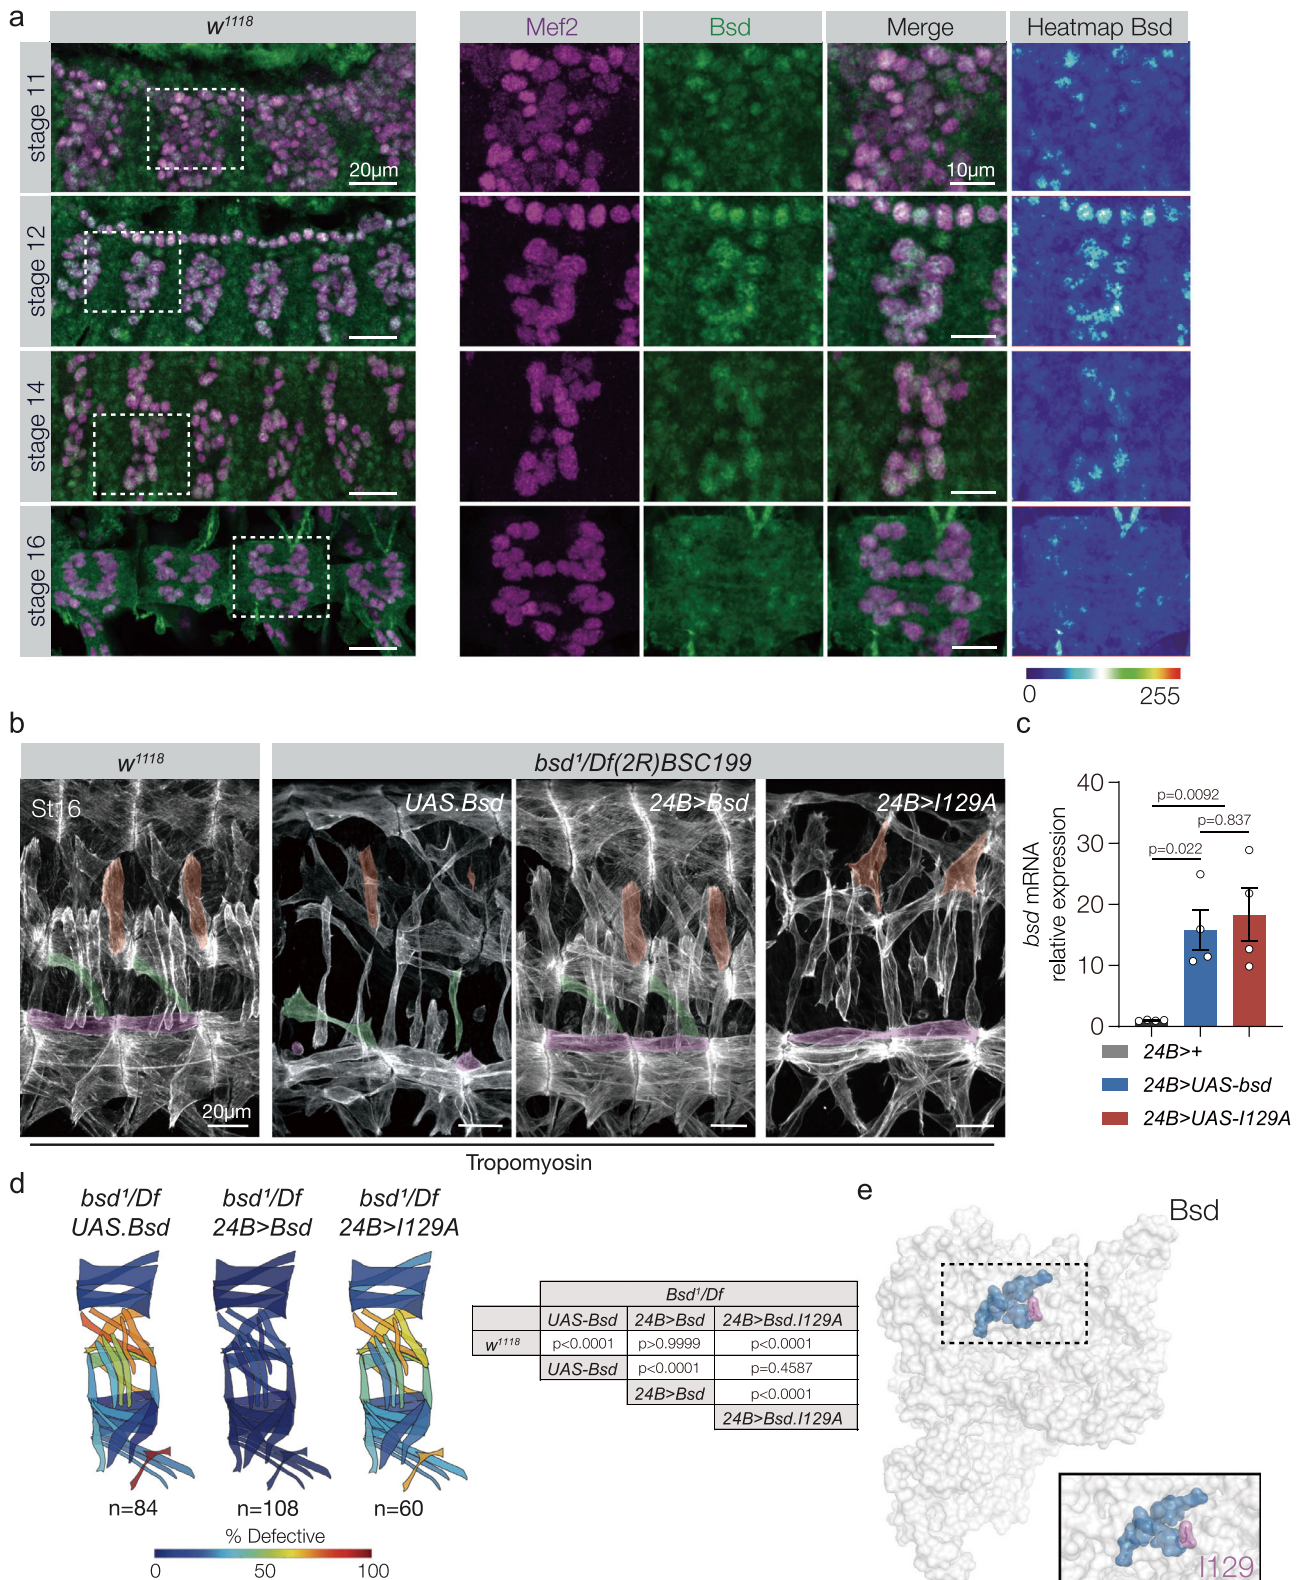 a
w1118
Mef2
Bsd
Merge
Heatmap Bsd
stage 11
20µm
10µm
stage 12
stage 14
stage 16
0
255
b
w1118
bsd1/Df(2R)BSC199
St16
UAS.Bsd
24B>Bsd
24B>I129A
20µm
Tropomyosin
c
bsd mRNA
relative expression
40
30
20
10
0
p=0.0092
p=0.837
p=0.022
24B>+
24B>UAS-bsd
24B>UAS-I129A
d
bsd1/Df
UAS.Bsd
bsd1/Df
24B>Bsd
bsd1/Df
24B>I129A
n=84
n=108
n=60
% Defective
0
50
100
Bsd1/Df
UAS-Bsd
24B>Bsd
24B>Bsd.I129A
w1118
p<0.0001
p>0.9999
p<0.0001
UAS-Bsd
p<0.0001
p=0.4587
24B>Bsd
p<0.0001
24B>Bsd.I129A
e
Bsd
I129